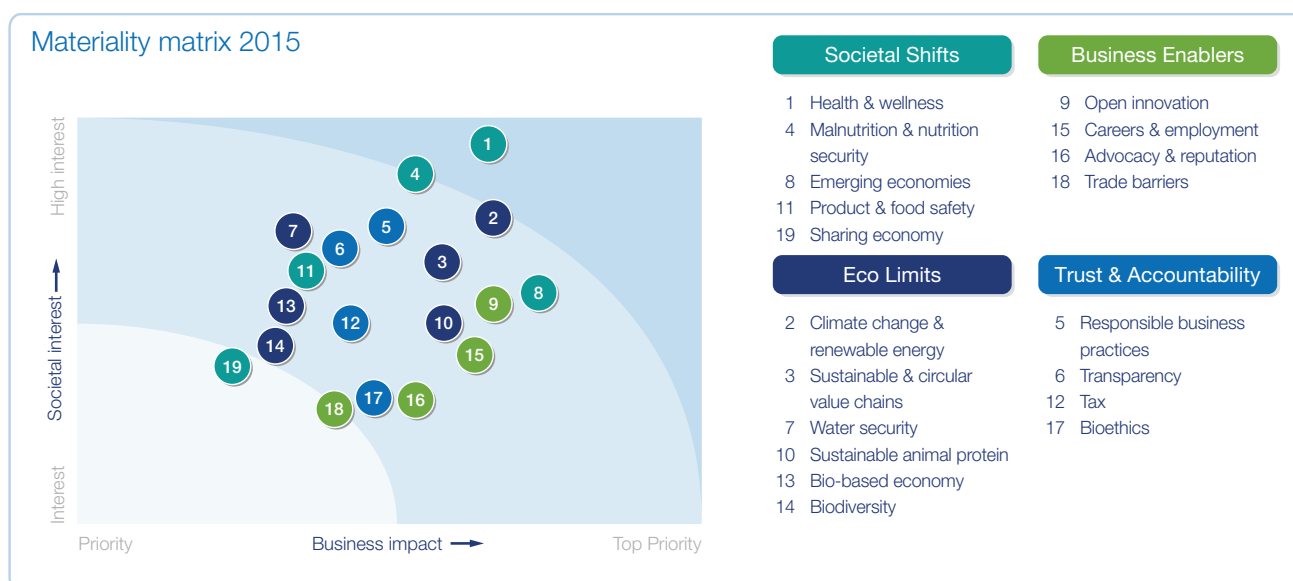 Materiality matrix 2015
High interest
Societal interest
Interest
1
4
2
5
7
6
3
11
8
13
9
12
10
14
15
19
17
16
18
Priority
Business impact
Top Priority
Societal Shifts
1 Health & wellness
4 Malnutrition & nutrition
security
8 Emerging economies
11 Product & food safety
19 Sharing economy
Business Enablers
9 Open innovation
15 Careers & employment
16 Advocacy & reputation
18 Trade barriers
Eco Limits
2 Climate change &
renewable energy
3 Sustainable & circular
value chains
7 Water security
10 Sustainable animal protein
13 Bio-based economy
14 Biodiversity
Trust & Accountability
5 Responsible business
practices
6 Transparency
12 Tax
17 Bioethics